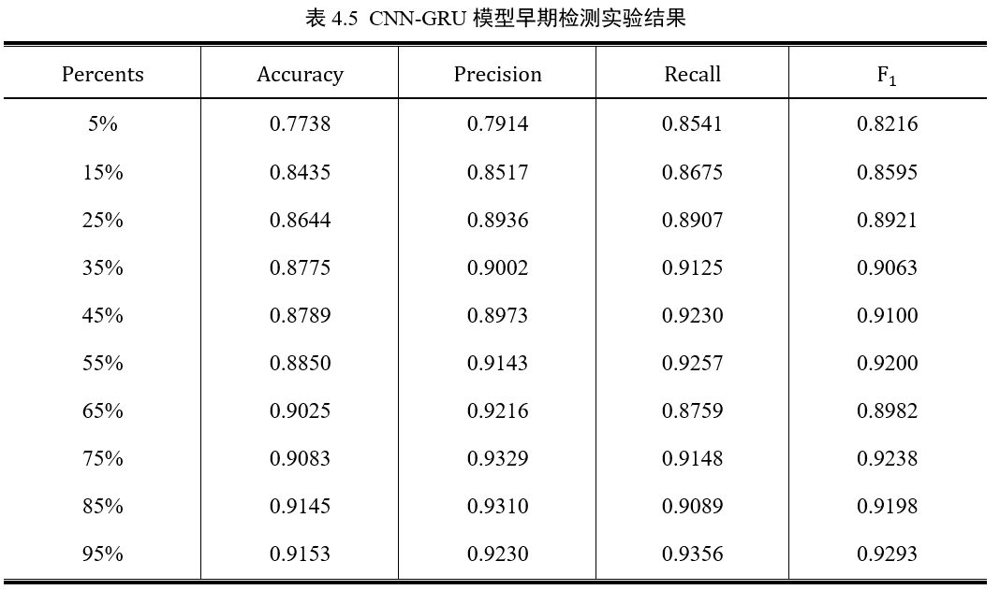 表 4.5 CNN-GRU 模型早期检测实验结果
Percents Accuracy Precision Recall F₁
5% 0.7738 0.7914 0.8541 0.8216
15% 0.8435 0.8517 0.8675 0.8595
25% 0.8644 0.8936 0.8907 0.8921
35% 0.8775 0.9002 0.9125 0.9063
45% 0.8789 0.8973 0.9230 0.9100
55% 0.8850 0.9143 0.9257 0.9200
65% 0.9025 0.9216 0.8759 0.8982
75% 0.9083 0.9329 0.9148 0.9238
85% 0.9145 0.9310 0.9089 0.9198
95% 0.9153 0.9230 0.9356 0.9293